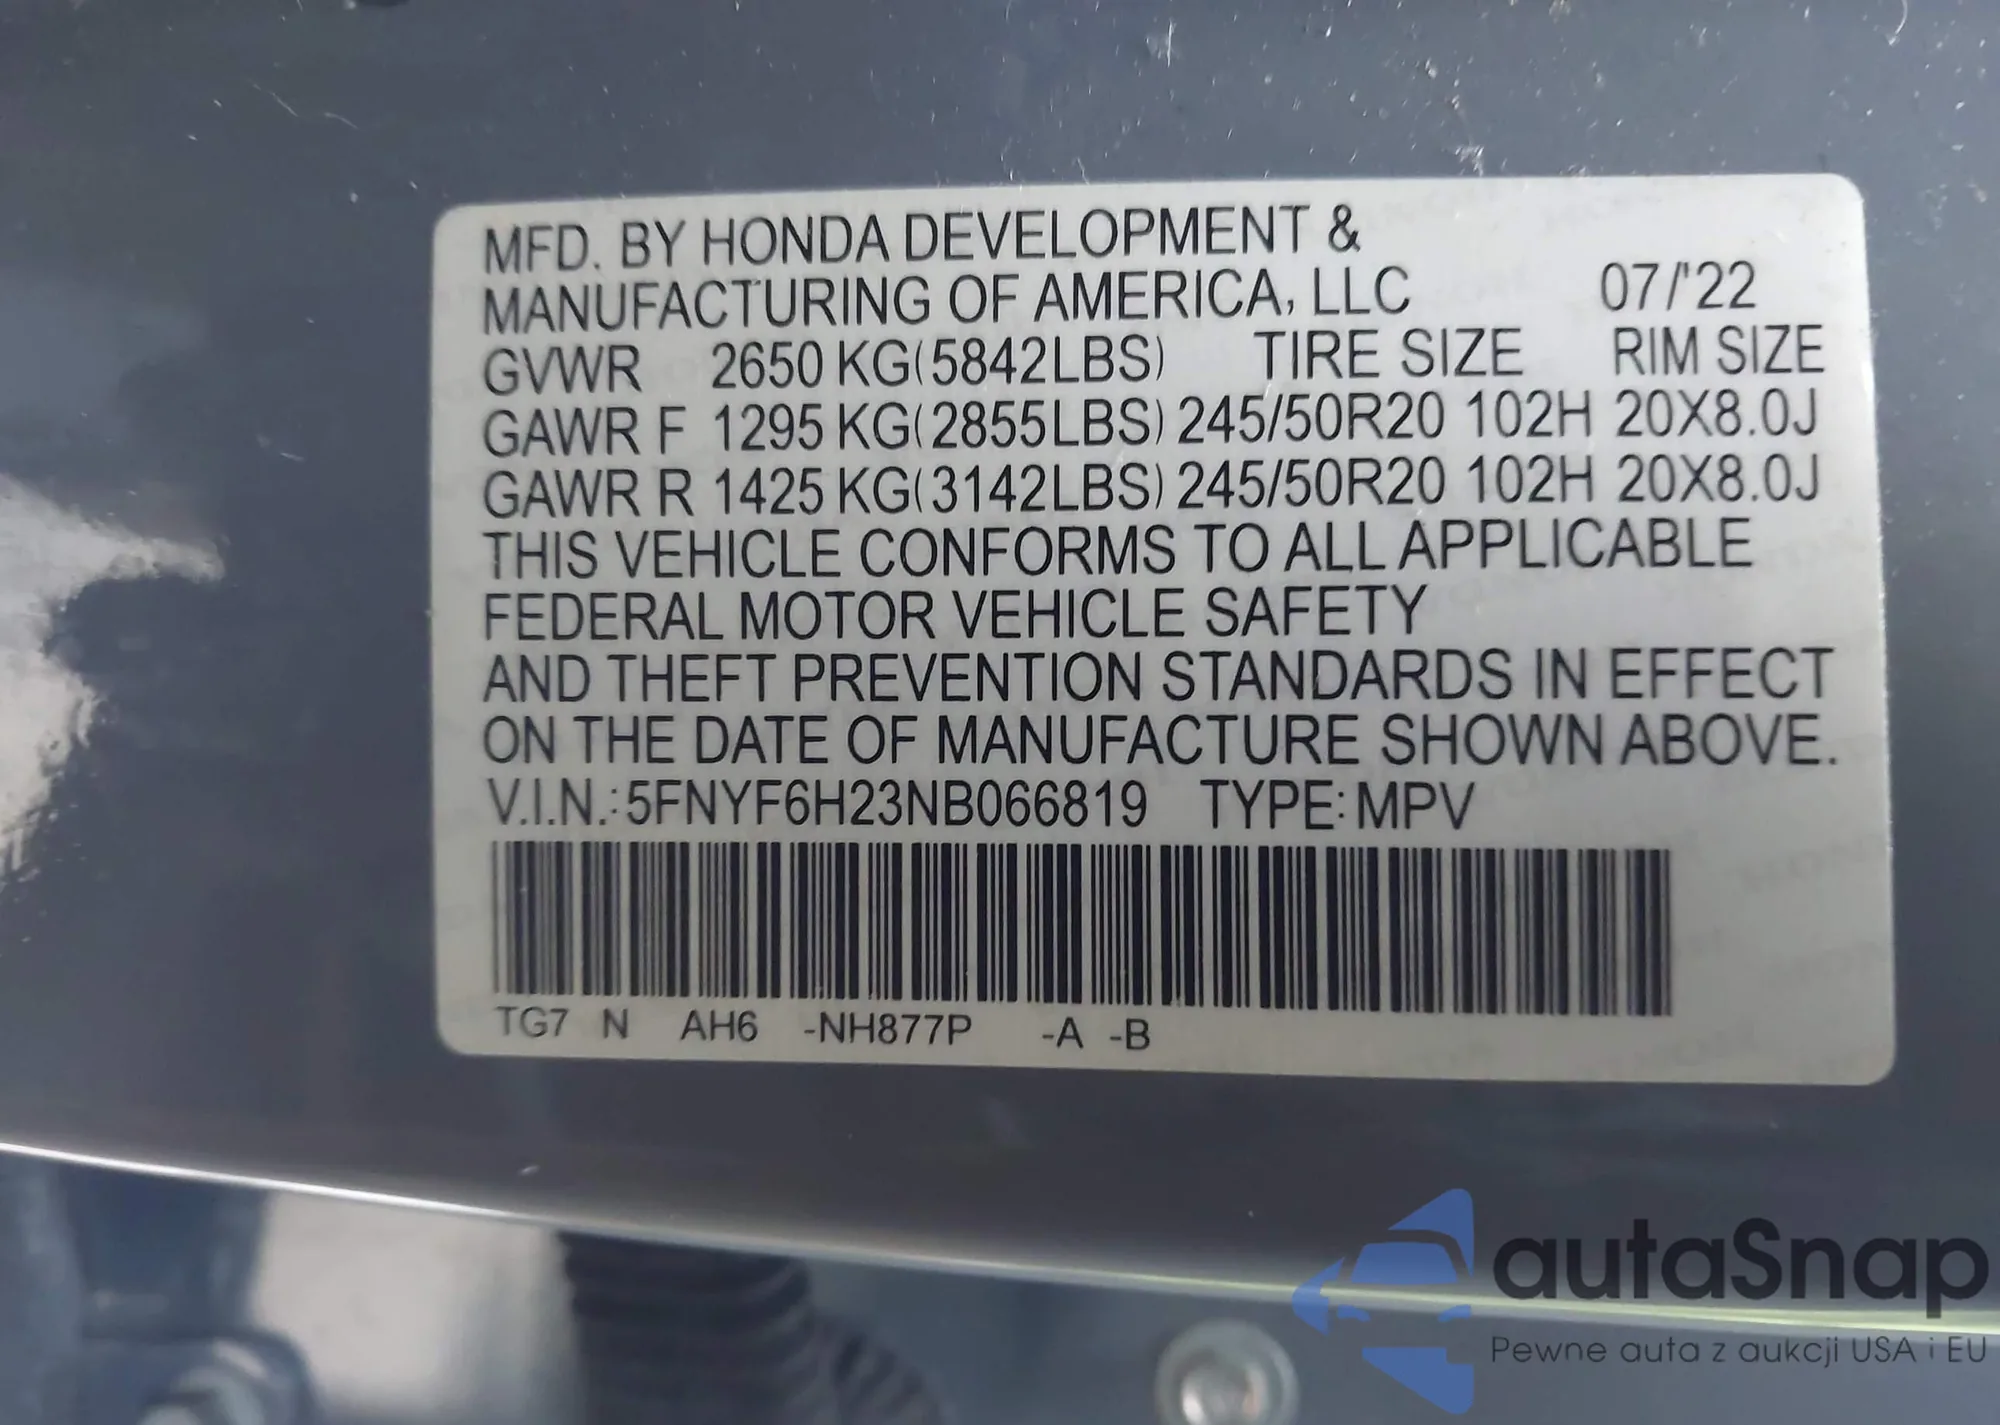 MFD. BY HONDA DEVELOPMENT &
MANUFACTURING OF AMERICA, LLC 07/'22
GVWR 2650 KG(5842LBS) TIRE SIZE RIM SIZE
GAWR F 1295 KG(2855LBS) 245/50R20 102H 20X8.0J
GAWR R 1425 KG(3142LBS) 245/50R20 102H 20X8.0J
THIS VEHICLE CONFORMS TO ALL APPLICABLE
FEDERAL MOTOR VEHICLE SAFETY
AND THEFT PREVENTION STANDARDS IN EFFECT
ON THE DATE OF MANUFACTURE SHOWN ABOVE.
V.I.N.:5FNYF6H23NB066819 TYPE:MPV
TG7 N AH6 -NH877P -A -B
autaSnap
Pewne auta z aukcji USA i EU